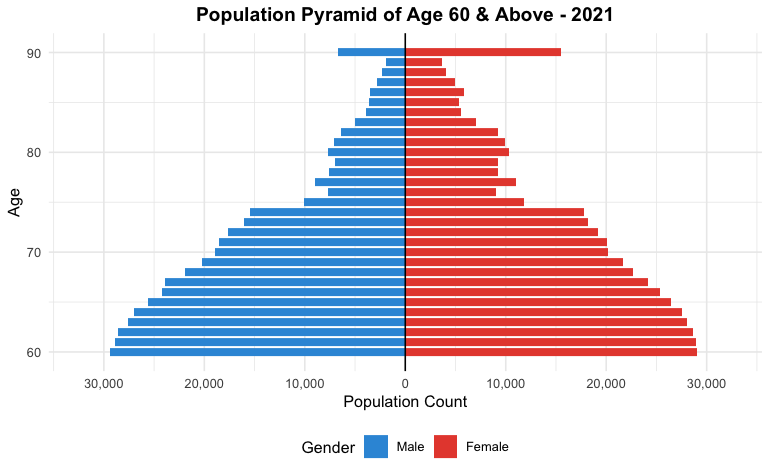 Population Pyramid of Age 60 & Above - 2021
90
80
70
60
Age
30,000 20,000 10,000 0 10,000 20,000 30,000
Population Count
Gender Male Female